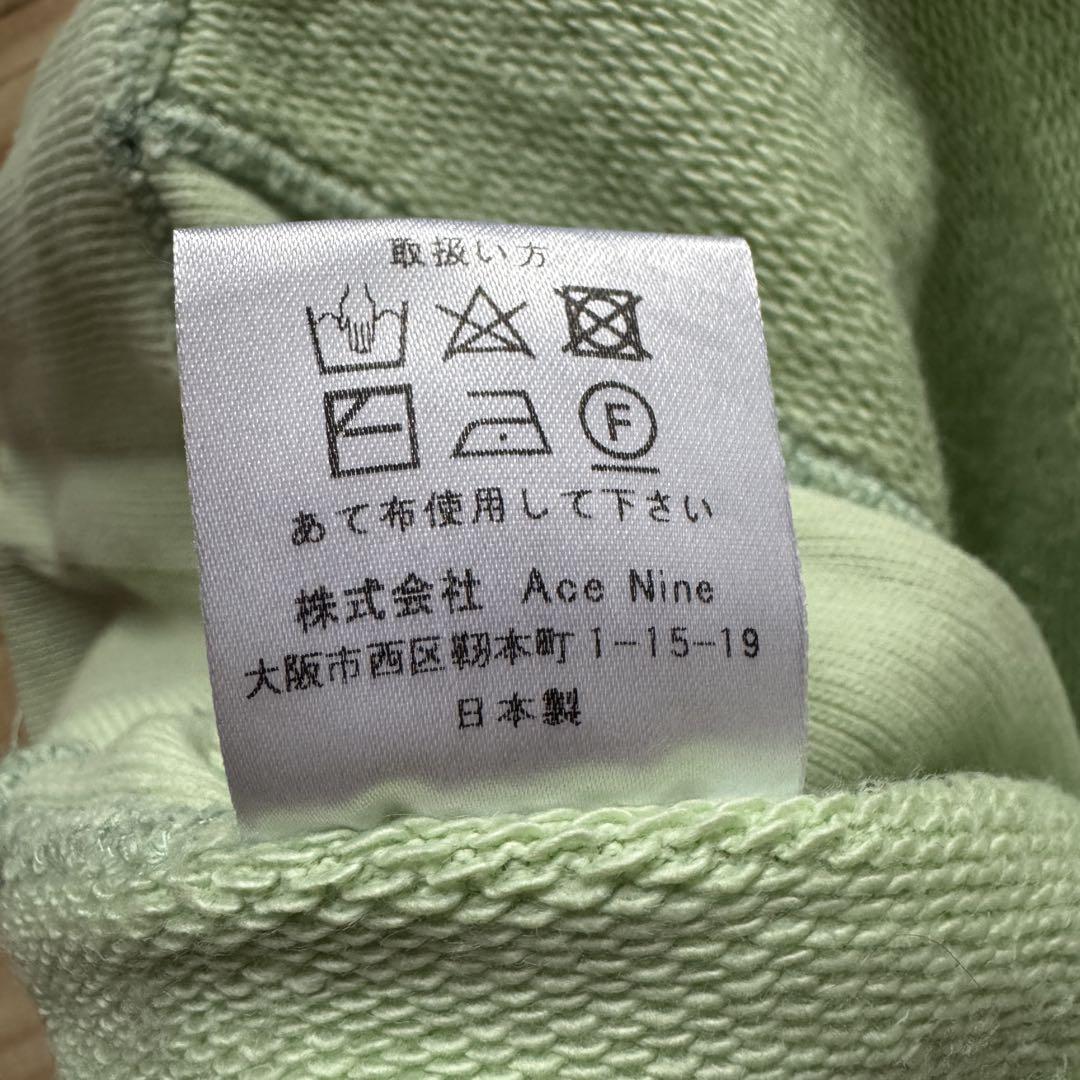 取扱い方
F
あて布使用して下さい
株式会社 Ace Nine
大阪市西区靱本町1-15-19
日本製